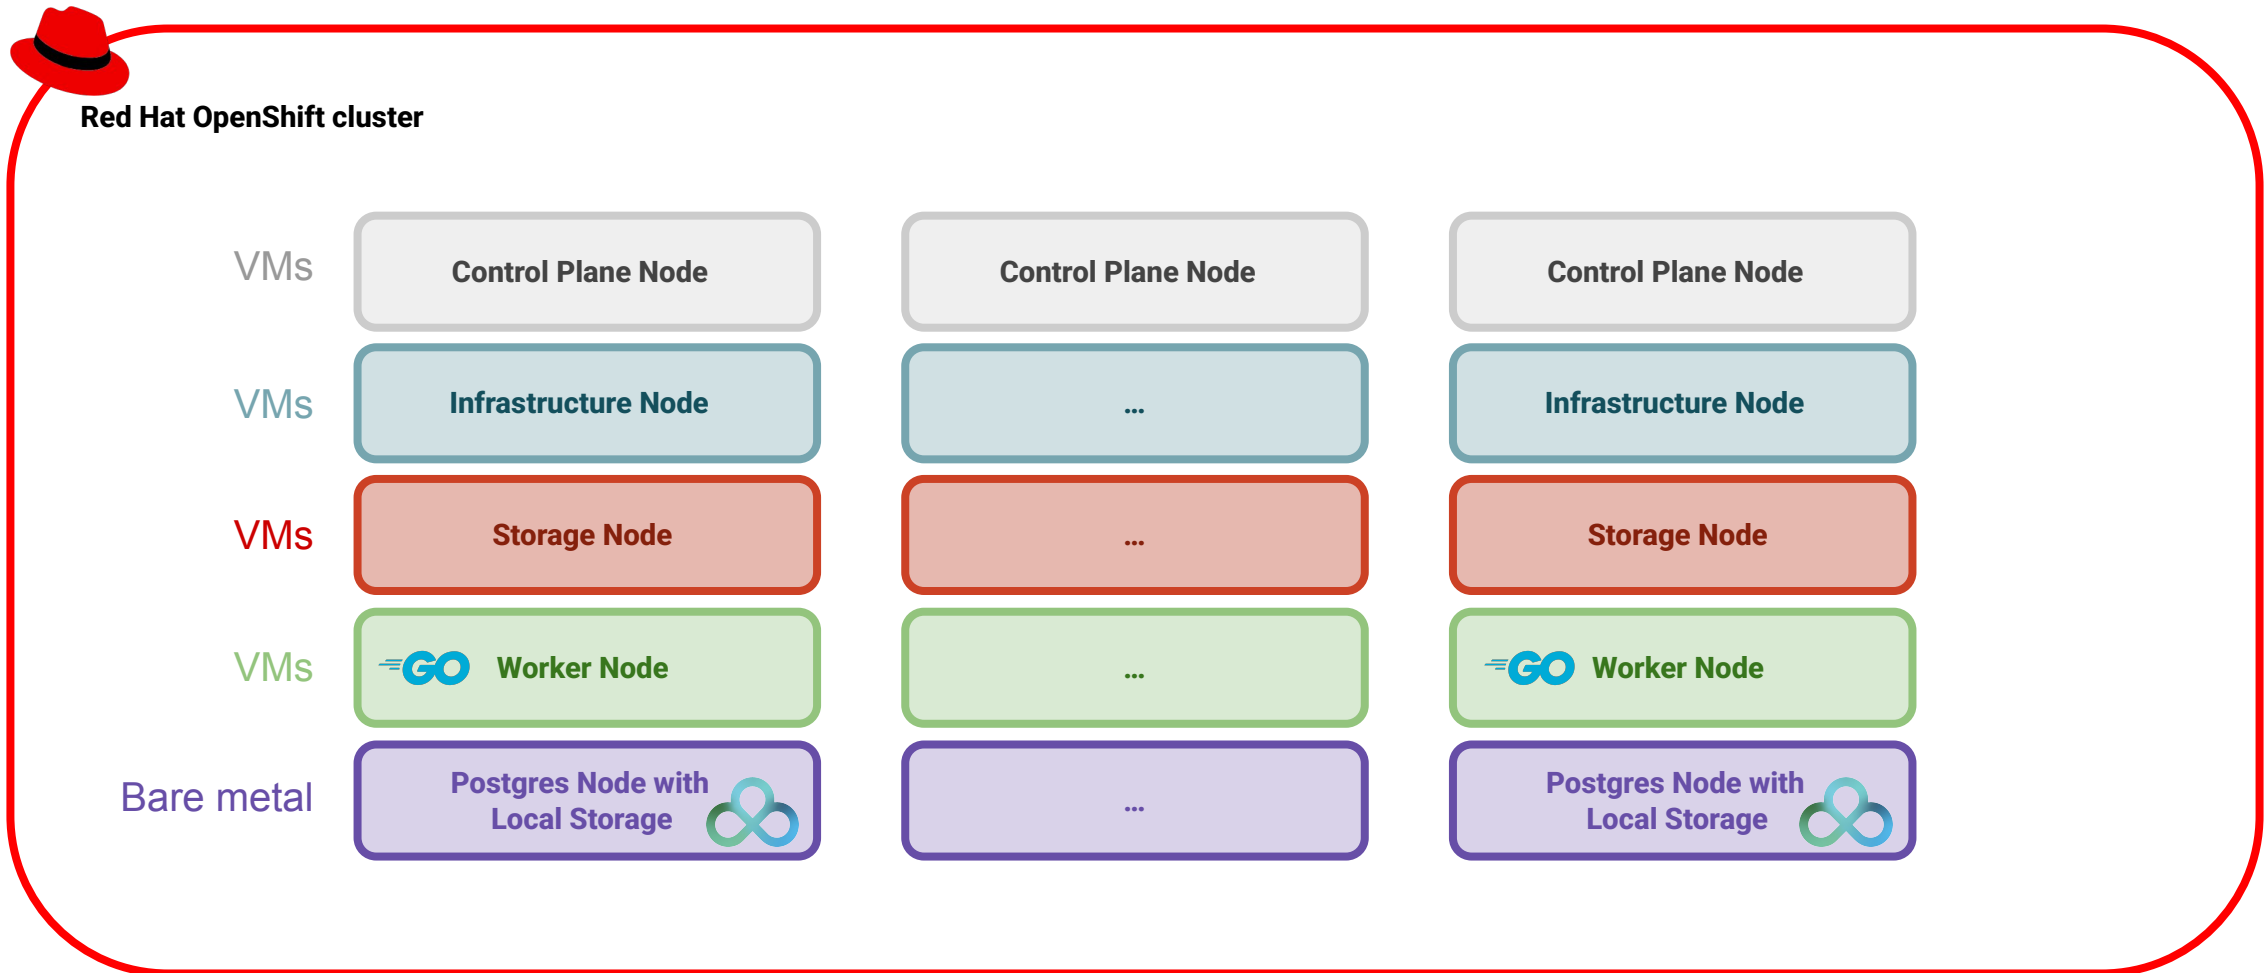 Red Hat OpenShift cluster
VMs
Control Plane Node
Control Plane Node
Control Plane Node
VMs
Infrastructure Node
...
Infrastructure Node
VMs
Storage Node
...
Storage Node
VMs
GO
Worker Node
...
GO
Worker Node
Bare metal
Postgres Node with
Local Storage
...
Postgres Node with
Local Storage